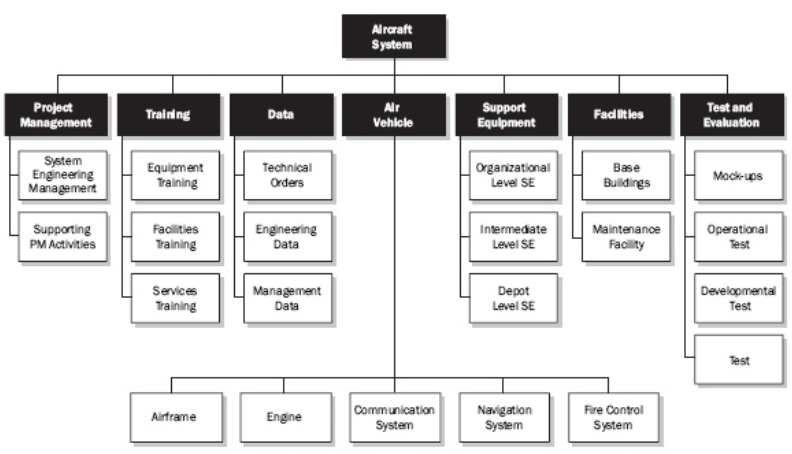 Aircraft
System
Project
Management
Training
Data
Air
Vehicle
Support
Equipment
Facilities
Test and
Evaluation
System
Engineering
Management
Supporting
PM Activities
Equipment
Training
Facilities
Training
Services
Training
Technical
Orders
Engineering
Data
Management
Data
Organizational
Level SE
Intermediate
Level SE
Depot
Level SE
Base
Buildings
Maintenance
Facility
Mock-ups
Operational
Test
Developmental
Test
Test
Airframe
Engine
Communication
System
Navigation
System
Fire Control
System